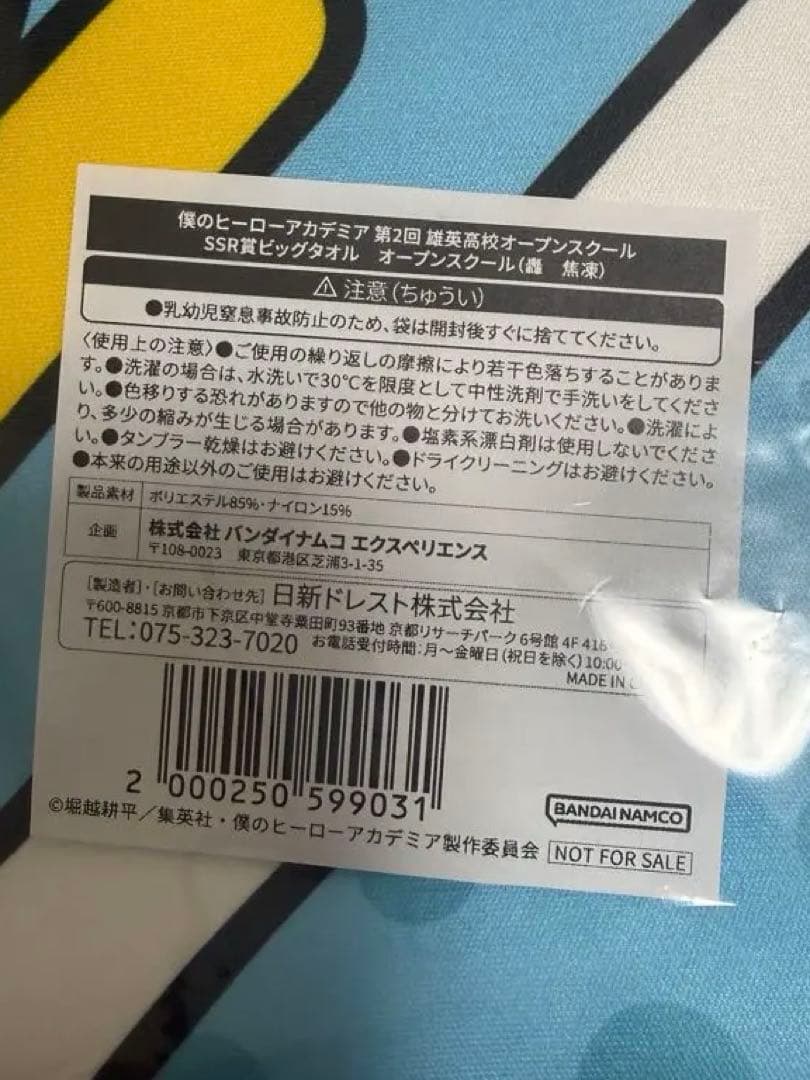 僕のヒーローアカデミア 第2回 雄英高校オープンスクール
SSR賞ビッグタオル　オープンスクール(轟　焦凍)
⚠ 注意(ちゅうい)
●乳幼児窒息事故防止のため、袋は開封後すぐに捨ててください。
〈使用上の注意〉●ご使用の繰り返しの摩擦により若干色落ちすることがありま
す。●洗濯の場合は、水洗いで30℃を限度として中性洗剤で手洗いをしてくださ
い。●色移りする恐れがありますので他の物と分けてお洗いください。●洗濯によ
り、多少の縮みが生じる場合があります。●塩素系漂白剤は使用しないでくださ
い。●タンブラー乾燥はお避けください。●ドライクリーニングはお避けください。
●本来の用途以外のご使用はお避けください。
製品素材 ポリエステル85%・ナイロン15%
企画 株式会社 バンダイナムコ エクスペリエンス
〒108-0023　東京都港区芝浦3-1-35
[製造者]・[お問い合わせ先] 日新ドレスト株式会社
〒600-8815 京都市下京区中堂寺粟田町93番地 京都リサーチパーク 6号館 4F
TEL:075-323-7020 お電話受付時間:月～金曜日(祝日を除く)10:00
MADE IN
2 000250 599031
©堀越耕平／集英社・僕のヒーローアカデミア製作委員会
BANDAI NAMCO
NOT FOR SALE